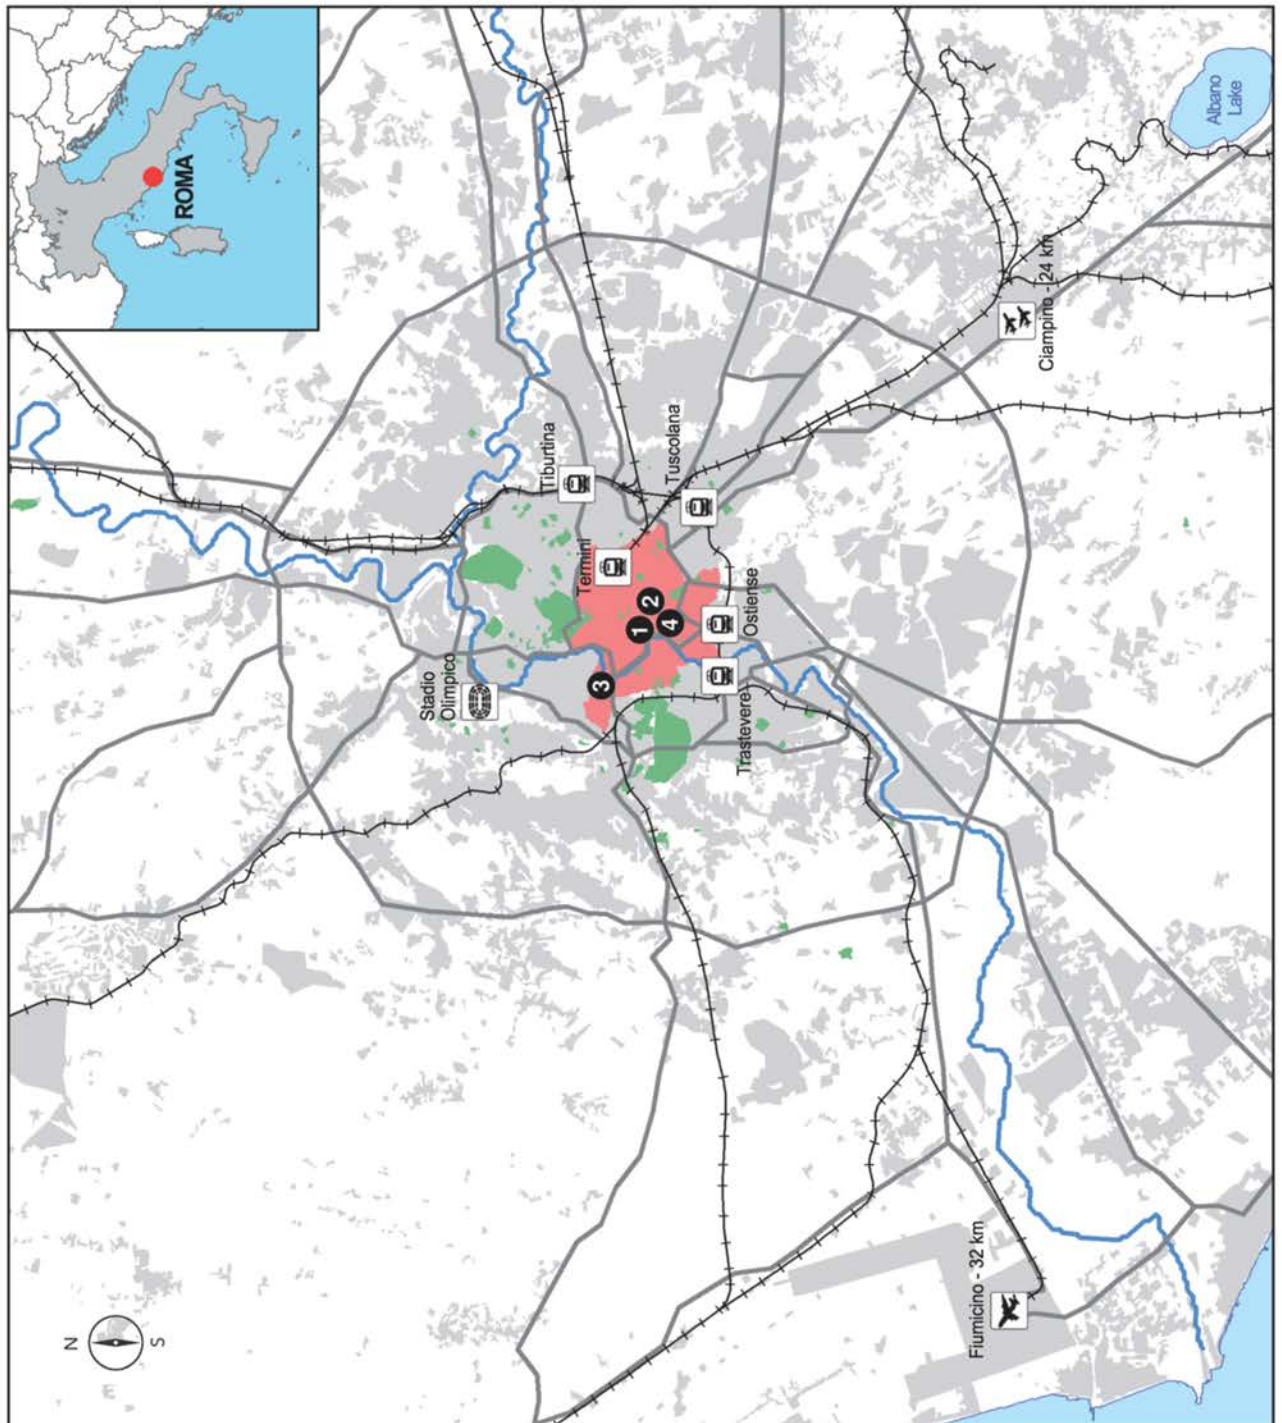 ROMA
Albano
Lake
Ciampino - 24 km
Tiburtina
Tuscolana
Termini
Stadio
Olimpico
1
2
3
4
Ostiense
Trastevere
Fiumicino - 32 km
N
S